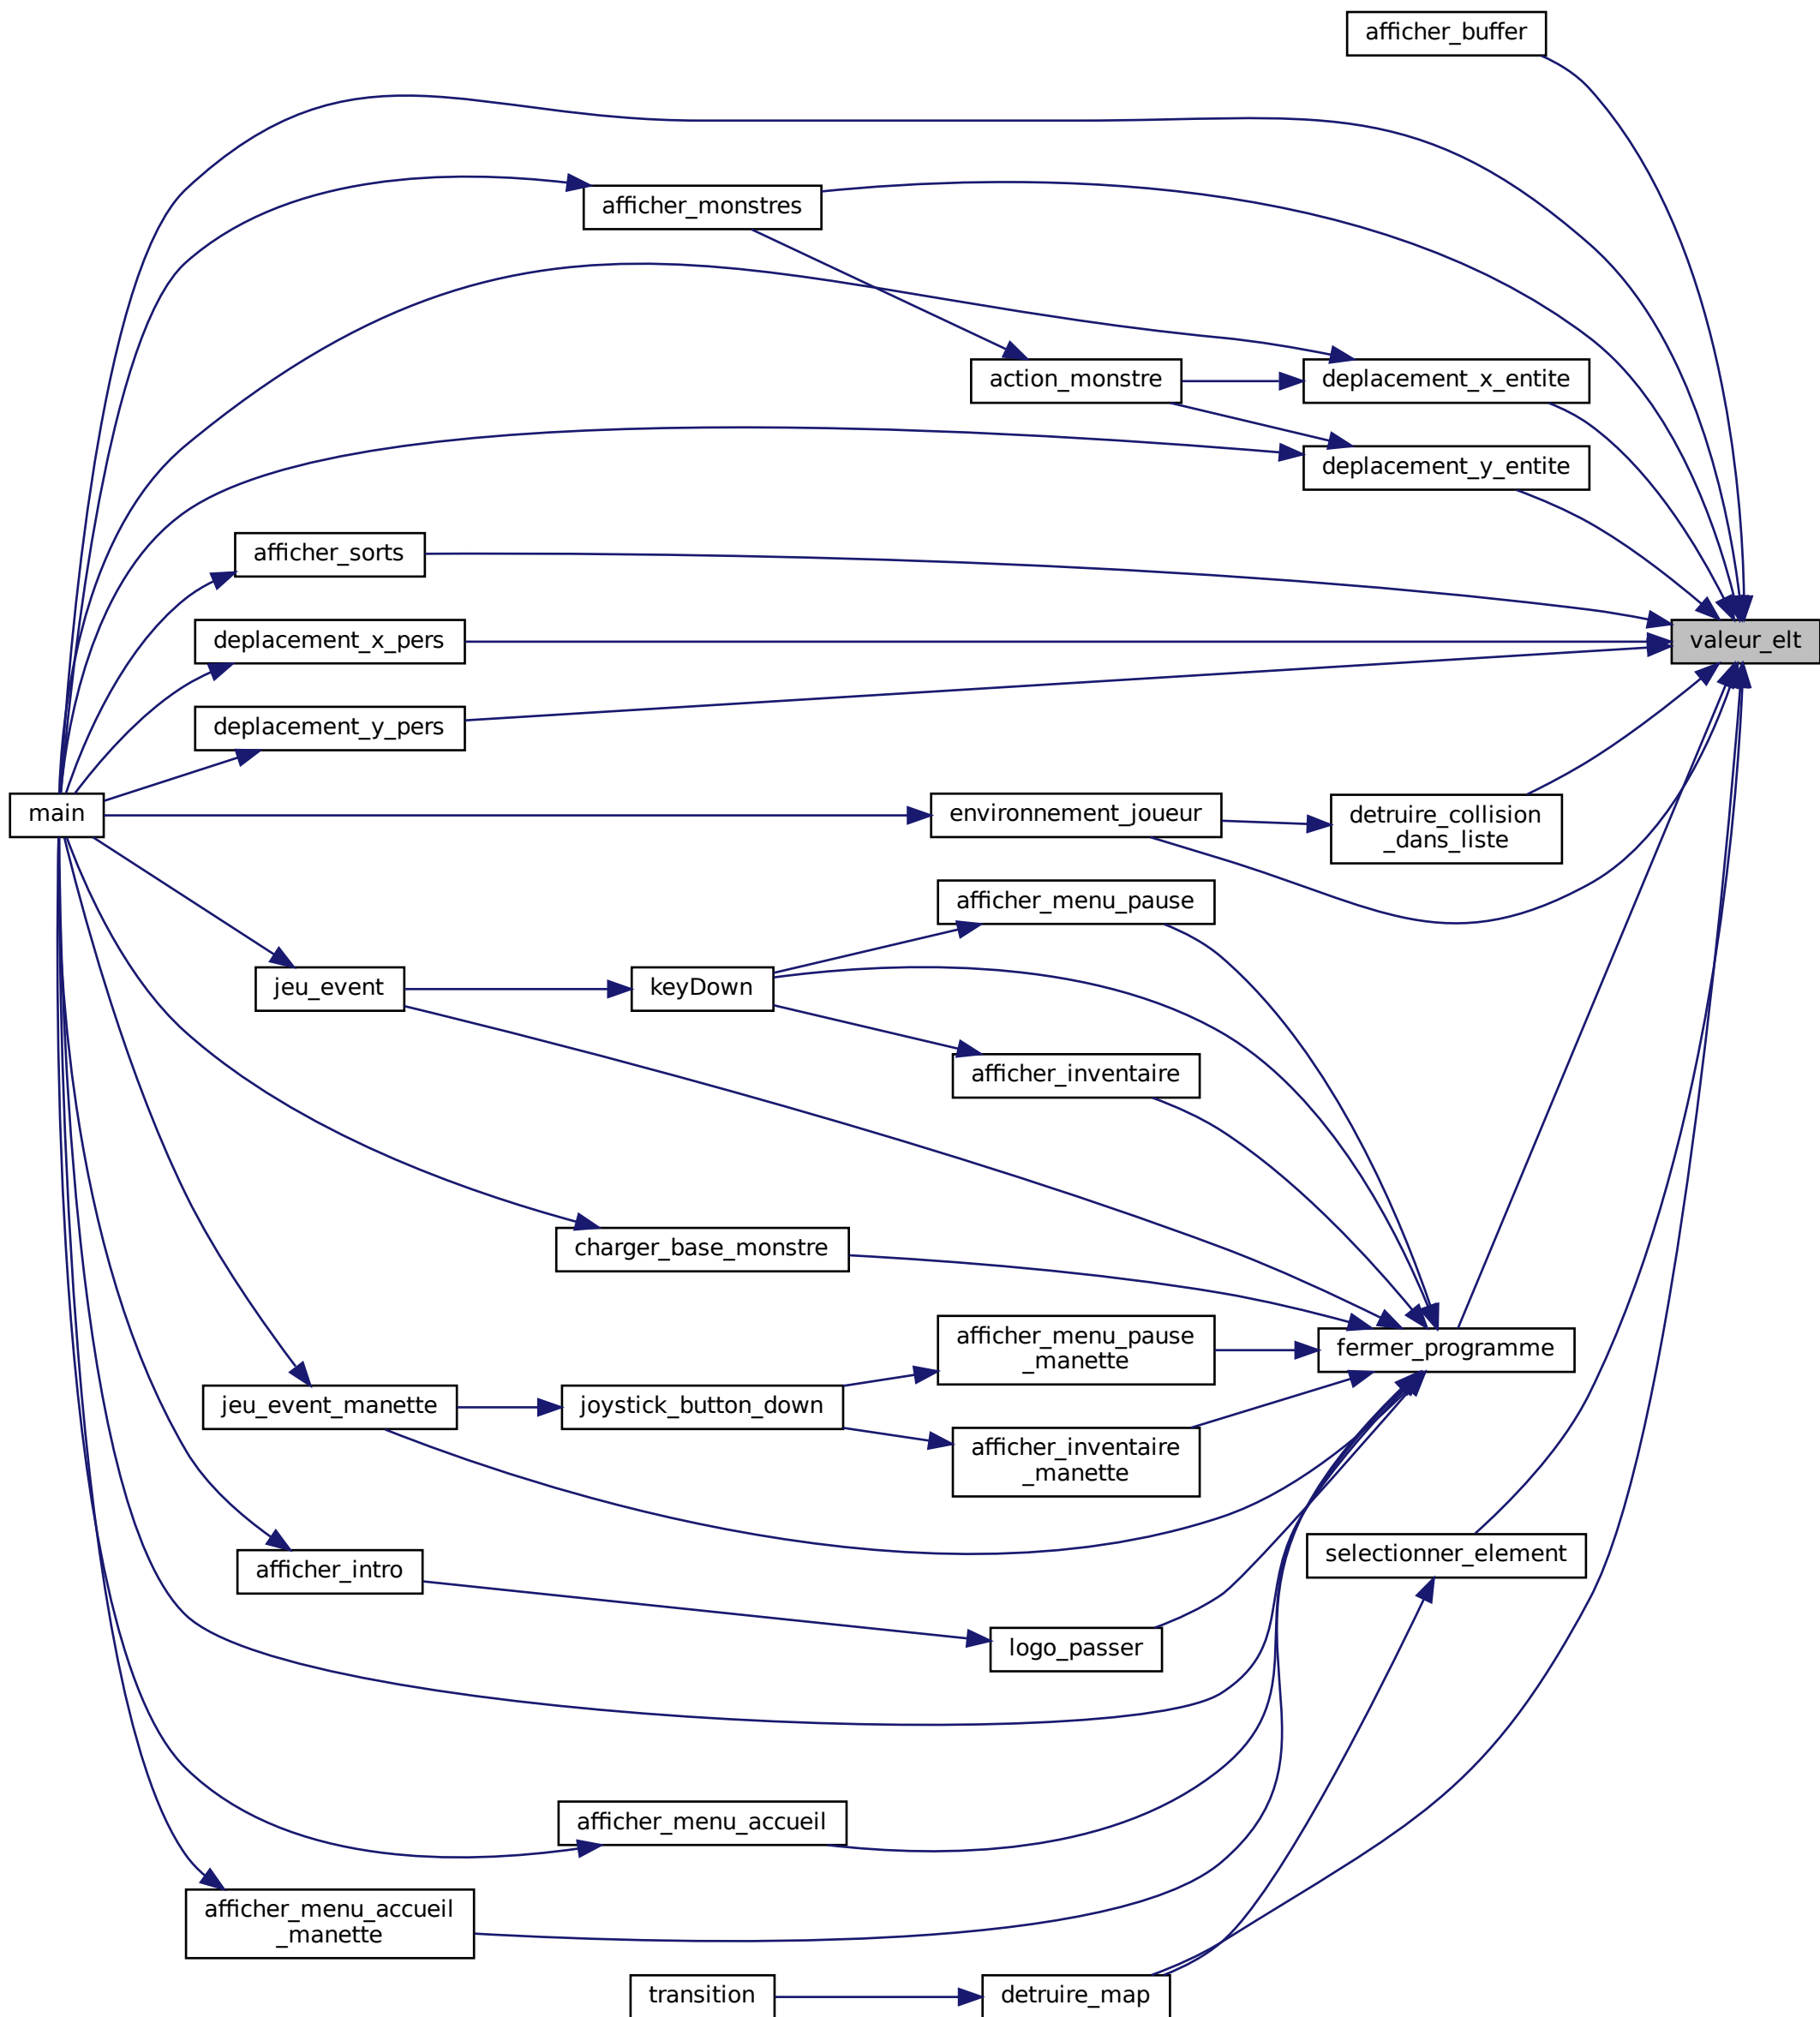 afficher_buffer
afficher_monstres
action_monstre
deplacement_x_entite
deplacement_y_entite
afficher_sorts
deplacement_x_pers
valeur_elt
deplacement_y_pers
main
environnement_joueur
detruire_collision
_dans_liste
afficher_menu_pause
jeu_event
keyDown
afficher_inventaire
charger_base_monstre
afficher_menu_pause
_manette
fermer_programme
jeu_event_manette
joystick_button_down
afficher_inventaire
_manette
selectionner_element
afficher_intro
logo_passer
afficher_menu_accueil
afficher_menu_accueil
_manette
transition
detruire_map